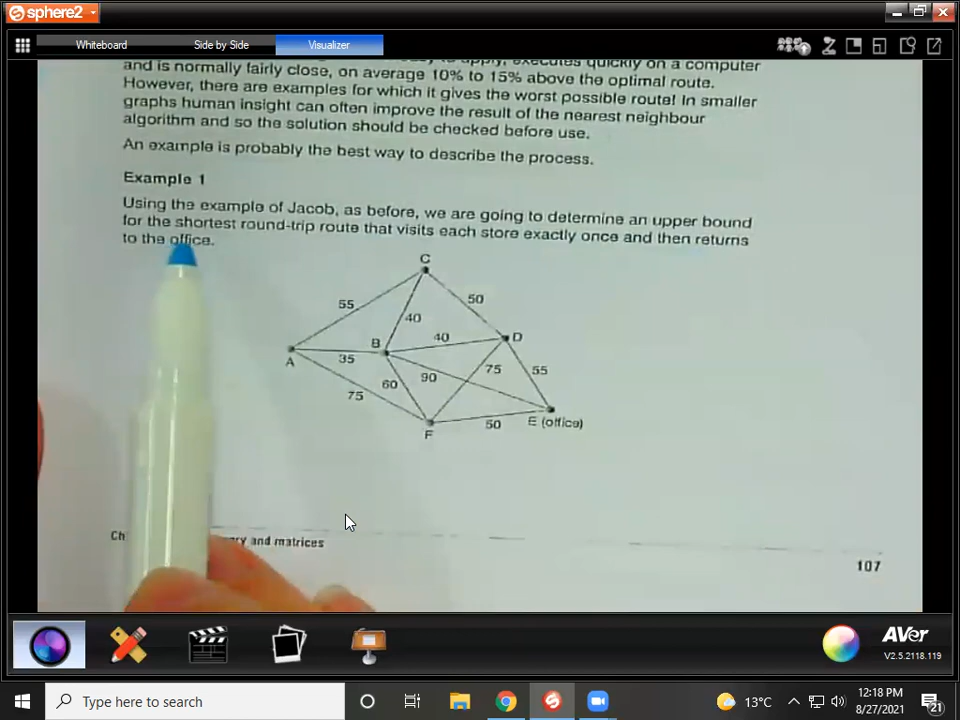 sphere2
Whiteboard
Side by Side
Visualizer
and is normally fairly close, on average 10% to 15% above the optimal route.
However, there are examples for which it gives the worst possible route! In smaller
graphs human insight can often improve the result of the nearest neighbour
algorithm and so the solution should be checked before use.
An example is probably the best way to describe the process.
Example 1
Using the example of Jacob, as before, we are going to determine an upper bound
for the shortest round-trip route that visits each store exactly once and then returns
to the office.
C
55
50
40
B
40
D
A
35
75
55
60
90
75
F
50
E (office)
Ch
and matrices
107
AVer
V2.5.2118.119
Type here to search
13°C
12:18 PM
8/27/2021
21